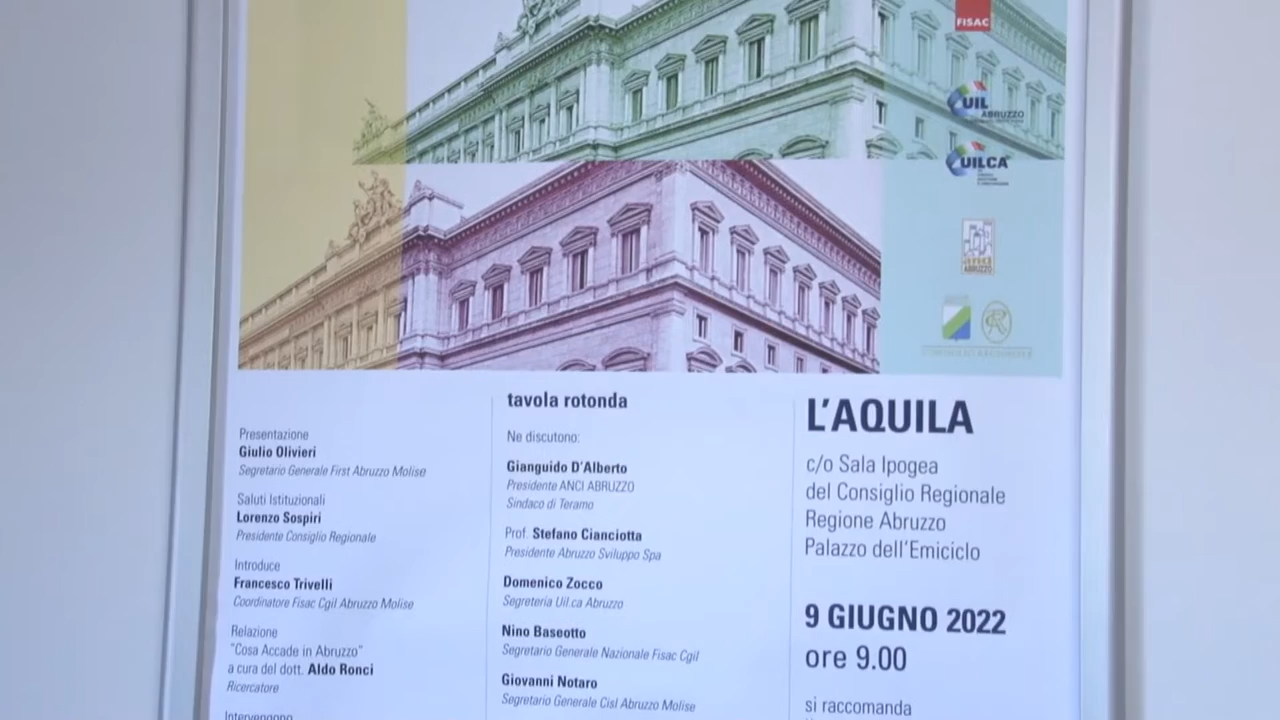 FISAC
UIL
ABRUZZO
UILCA
ABRUZZO
Presentazione
Giulio Olivieri
Segretario Generale First Abruzzo Molise
Saluti Istituzionali
Lorenzo Sospiri
Presidente Consiglio Regionale
Introduce
Francesco Trivelli
Coordinatore Fisac Cgil Abruzzo Molise
Relazione
"Cosa Accade in Abruzzo"
a cura del dott. Aldo Ronci
Ricercatore
Intervengono
tavola rotonda
Ne discutono:
Gianguido D'Alberto
Presidente ANCI ABRUZZO
Sindaco di Teramo
Prof. Stefano Cianciotta
Presidente Abruzzo Sviluppo Spa
Domenico Zocco
Segreteria Uil.ca Abruzzo
Nino Baseotto
Segretario Generale Nazionale Fisac Cgil
Giovanni Notaro
Segretario Generale Cisl Abruzzo Molise
L'AQUILA
c/o Sala Ipogea
del Consiglio Regionale
Regione Abruzzo
Palazzo dell'Emiciclo
9 GIUGNO 2022
ore 9.00
si raccomanda